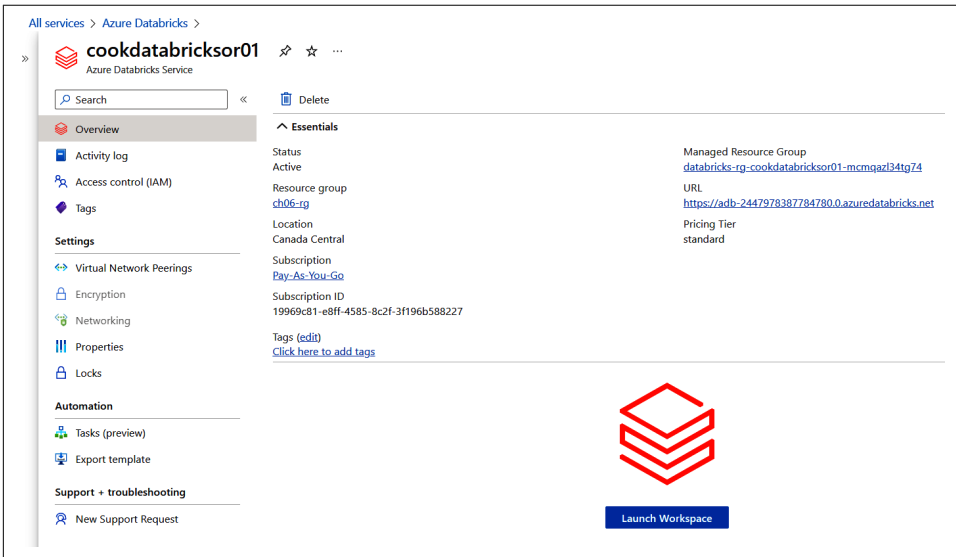 All services > Azure Databricks >
cookdatabricksor01
Azure Databricks Service
Search
Overview
Activity log
Access control (IAM)
Tags
Settings
Virtual Network Peerings
Encryption
Networking
Properties
Locks
Automation
Tasks (preview)
Export template
Support + troubleshooting
New Support Request
Delete
Essentials
Status
Active
Resource group
ch06-rg
Location
Canada Central
Subscription
Pay-As-You-Go
Subscription ID
19969c81-e8ff-4585-8c2f-3f196b588227
Tags (edit)
Click here to add tags
Managed Resource Group
databricks-rg-cookdatabricksor01-mcmqazl34tg74
URL
https://adb-2447978387784780.0.azuredatabricks.net
Pricing Tier
standard
Launch Workspace